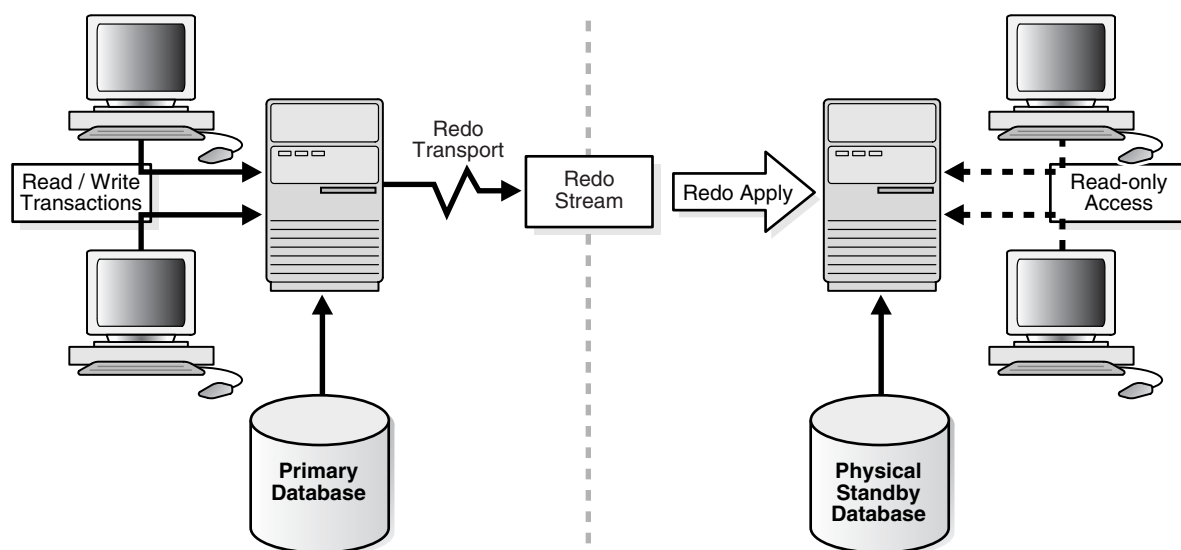 Read / Write
Transactions
Redo
Transport
Redo
Stream
Redo Apply
Read-only
Access
Primary
Database
Physical
Standby
Database